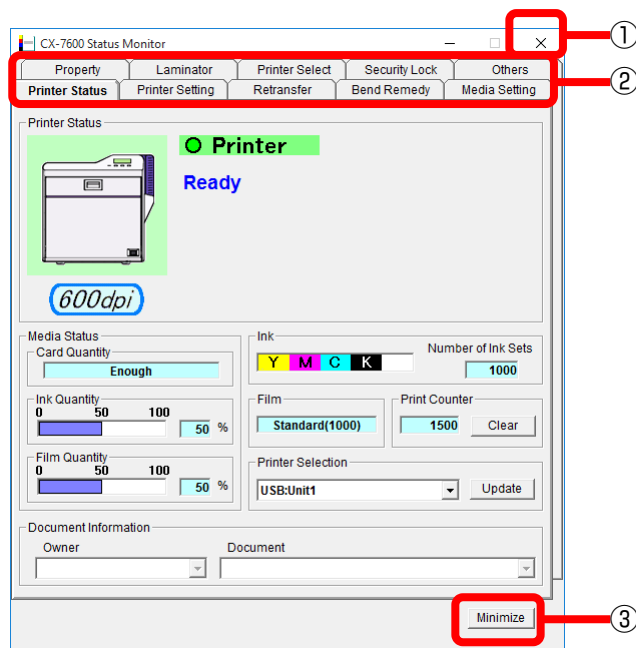 ①
CX-7600 Status Monitor
②
Property Laminator Printer Select Security Lock Others
Printer Status Printer Setting Retransfer Bend Remedy Media Setting
Printer Status
Printer
Ready
600dpi
Media Status
Card Quantity
Enough
Ink
Y M C K
Number of Ink Sets
1000
Ink Quantity
0 50 100
50 %
Film
Standard(1000)
Print Counter
1500 Clear
Film Quantity
0 50 100
50 %
Printer Selection
USB:Unit1 Update
Document Information
Owner Document
Minimize
③